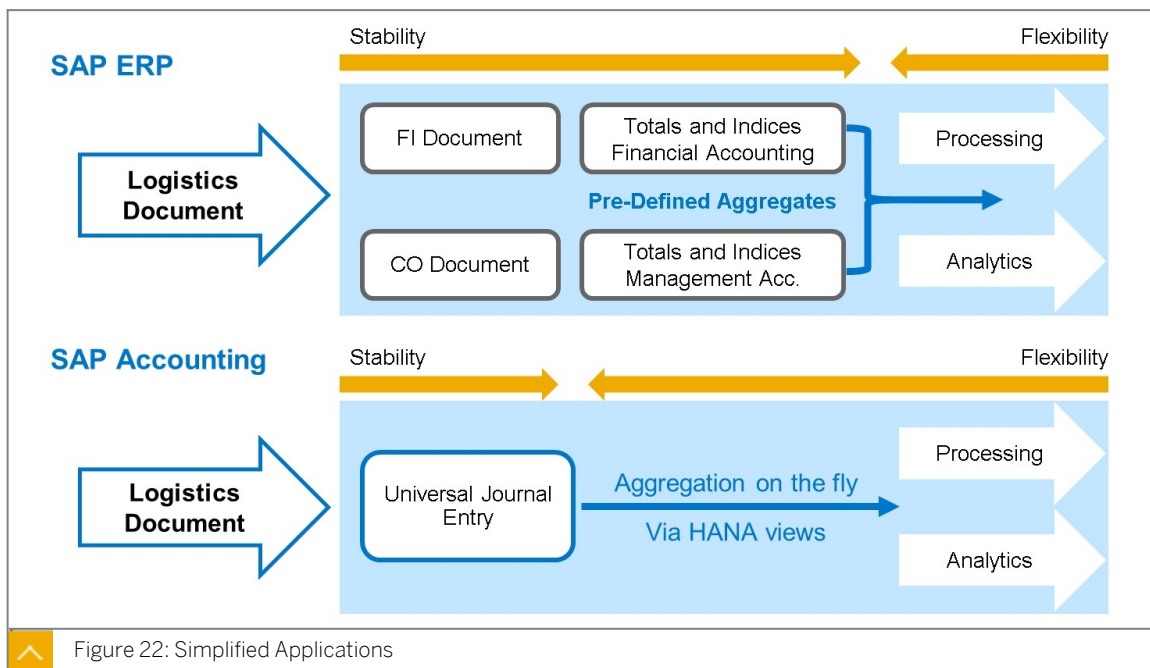 Stability
Flexibility
SAP ERP
Logistics
Document
FI Document
Totals and Indices
Financial Accounting
Processing
Pre-Defined Aggregates
CO Document
Totals and Indices
Management Acc.
Analytics
SAP Accounting
Stability
Flexibility
Logistics
Document
Universal Journal
Entry
Aggregation on the fly
Via HANA views
Processing
Analytics
Figure 22: Simplified Applications